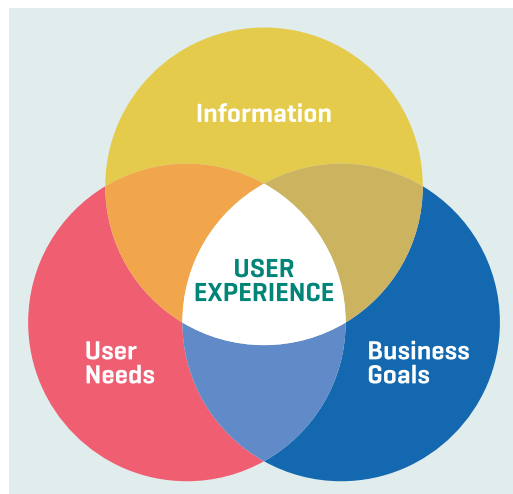 Information
USER
EXPERIENCE
User
Needs
Business
Goals